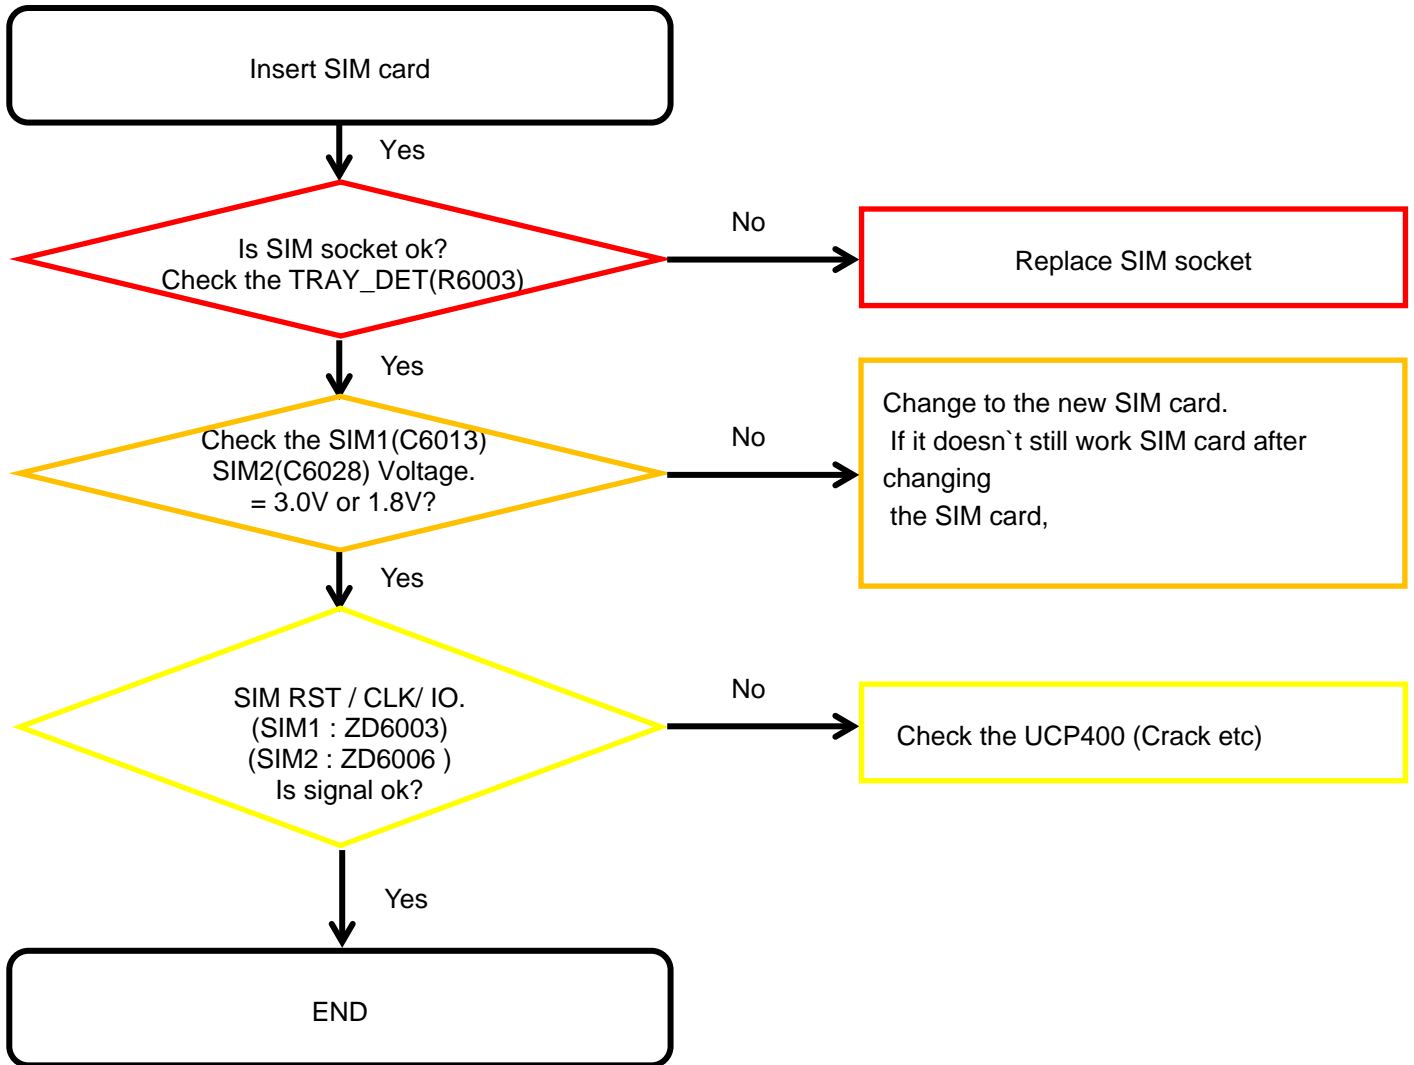 Insert SIM card
Yes
Is SIM socket ok?
Check the TRAY_DET(R6003)
No
Replace SIM socket
Yes
Check the SIM1(C6013)
SIM2(C6028) Voltage.
= 3.0V or 1.8V?
No
Change to the new SIM card.
If it doesn`t still work SIM card after
changing
the SIM card,
Yes
SIM RST / CLK/ IO.
(SIM1 : ZD6003)
(SIM2 : ZD6006 )
Is signal ok?
No
Check the UCP400 (Crack etc)
Yes
END